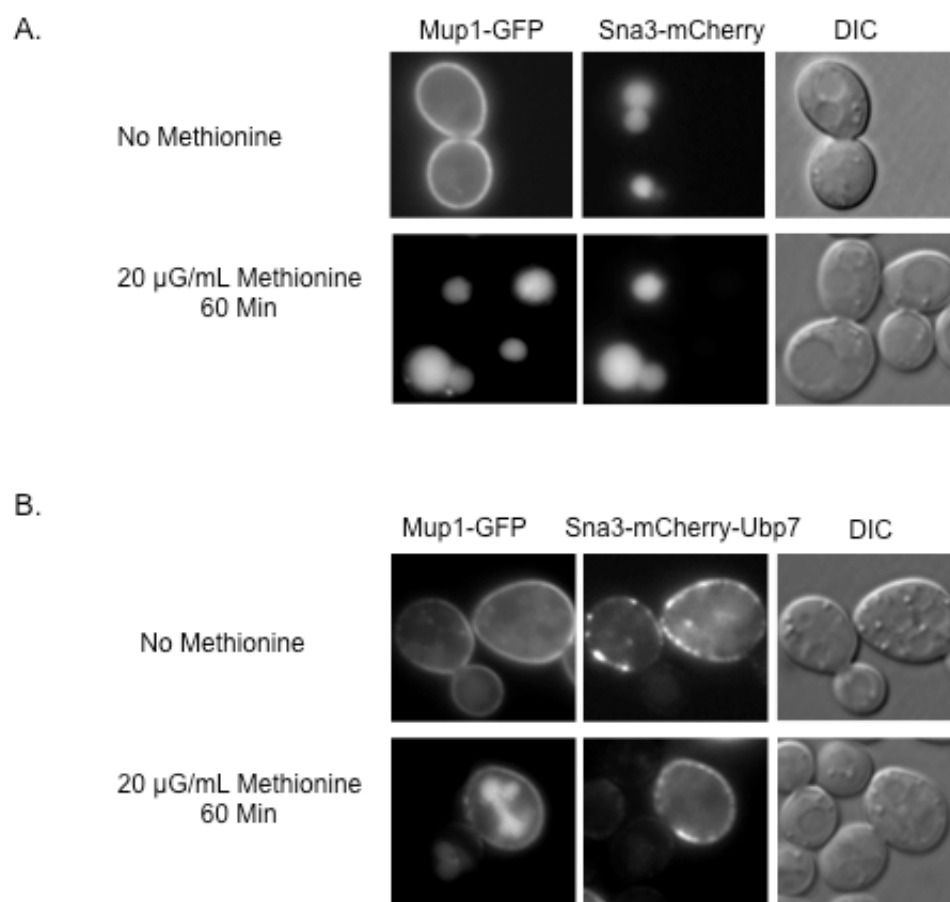 A.
Mup1-GFP Sna3-mCherry DIC
No Methionine
20 µG/mL Methionine
60 Min
B.
Mup1-GFP Sna3-mCherry-Ubp7 DIC
No Methionine
20 µG/mL Methionine
60 Min